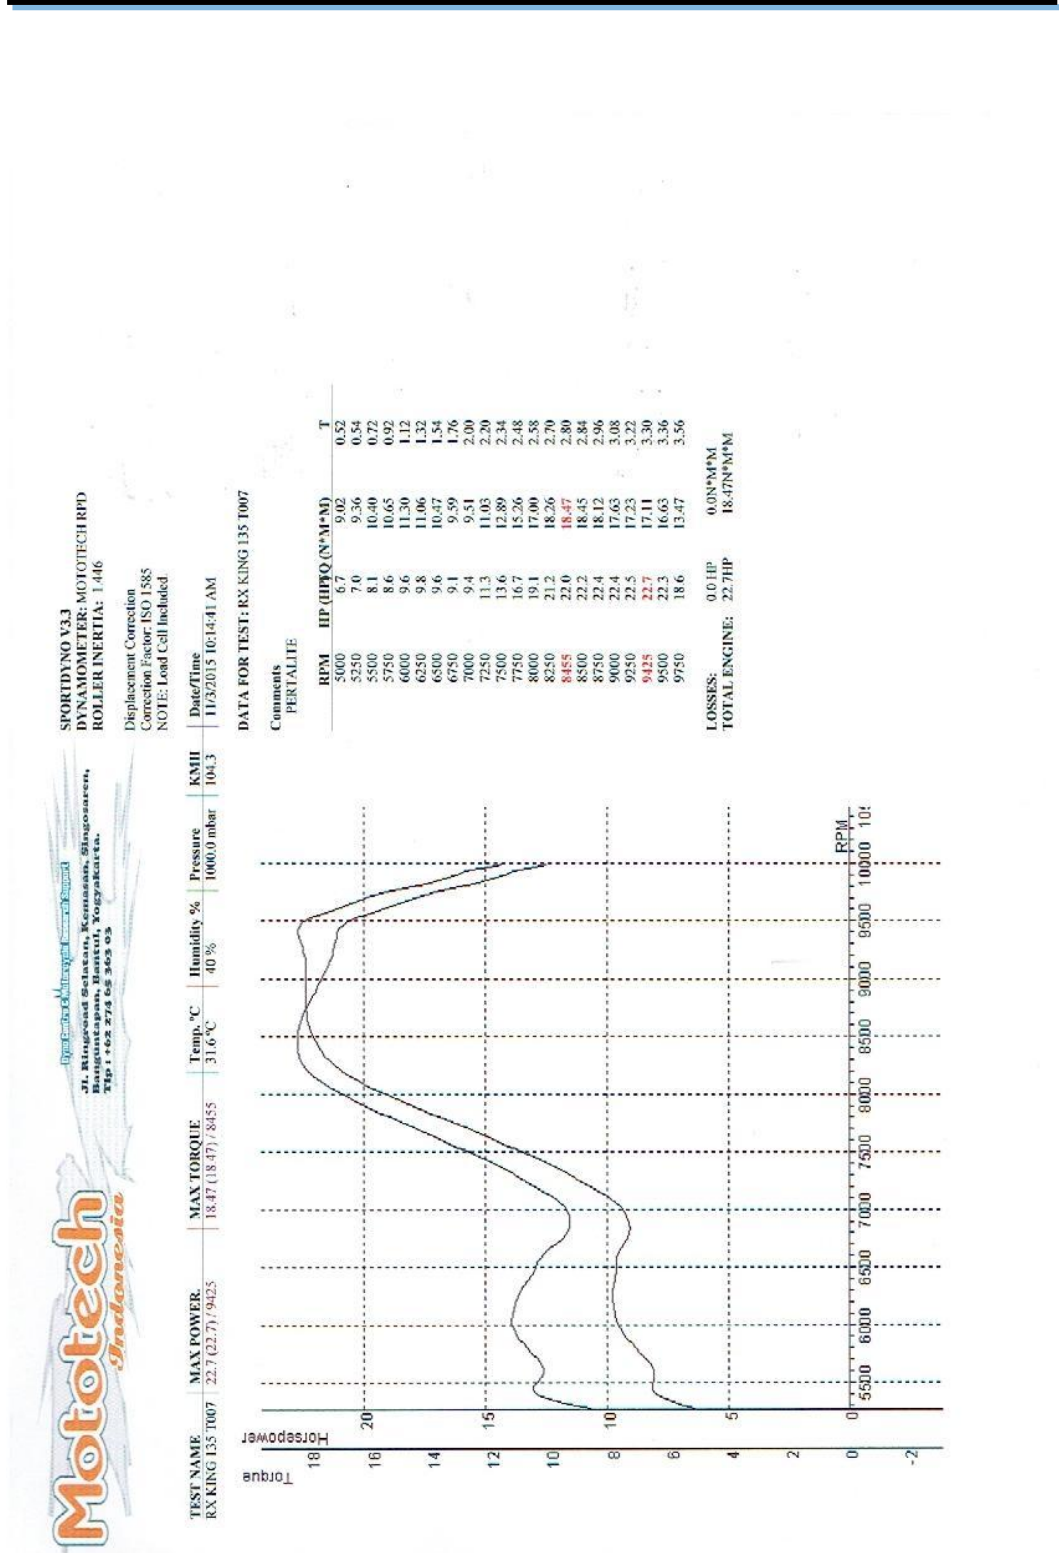 Mototech
Indonesia
Dyno Centre & Motorcycle Research Support
Jl. Ringroad Selatan, Kemasan, Singosaren,
Banguntapan, Bantul, Yogyakarta.
Tlp : +62 274 65 363 03
SPORTDYNO V3.3
DYNAMOMETER: MOTOTECH RPD
ROLLER INERTIA: 1.446
Displacement Correction
Correction Factor: ISO 1585
NOTE: Load Cell Included.
TEST NAME MAX POWER. MAX TORQUE Temp. °C Humidity % Pressure KMH Date/Time
RX KING 135 T007 22.7 (22.7) / 9425 18.47 (18.47) / 8455 31.6 °C 40 % 1000.0 mbar 104.3 11/3/2015 10:14:41 AM
DATA FOR TEST: RX KING 135 T007
Comments
PERTALITE
RPM HP (HP) TQ (N*M*M) T
5000 6.7 9.02 0.52
5250 7.0 9.36 0.54
5500 8.1 10.40 0.72
5750 8.6 10.65 0.92
6000 9.6 11.30 1.12
6250 9.8 11.06 1.32
6500 9.6 10.47 1.54
6750 9.1 9.59 1.76
7000 9.4 9.51 2.00
7250 11.3 11.03 2.20
7500 13.6 12.89 2.34
7750 16.7 15.26 2.48
8000 19.1 17.00 2.58
8250 21.2 18.26 2.70
8455 22.0 18.47 2.80
8500 22.2 18.45 2.84
8750 22.4 18.12 2.96
9000 22.4 17.63 3.08
9250 22.5 17.23 3.22
9425 22.7 17.11 3.30
9500 22.3 16.63 3.36
9750 18.6 13.47 3.56
LOSSES: 0.0 HP 0.0N*M*M
TOTAL ENGINE: 22.7HP 18.47N*M*M
Torque
Horsepower
18
16
14
12
10
8
6
4
2
0
-2
20
15
10
5
0
RPM
5500 6000 6500 7000 7500 8000 8500 9000 9500 10000 105